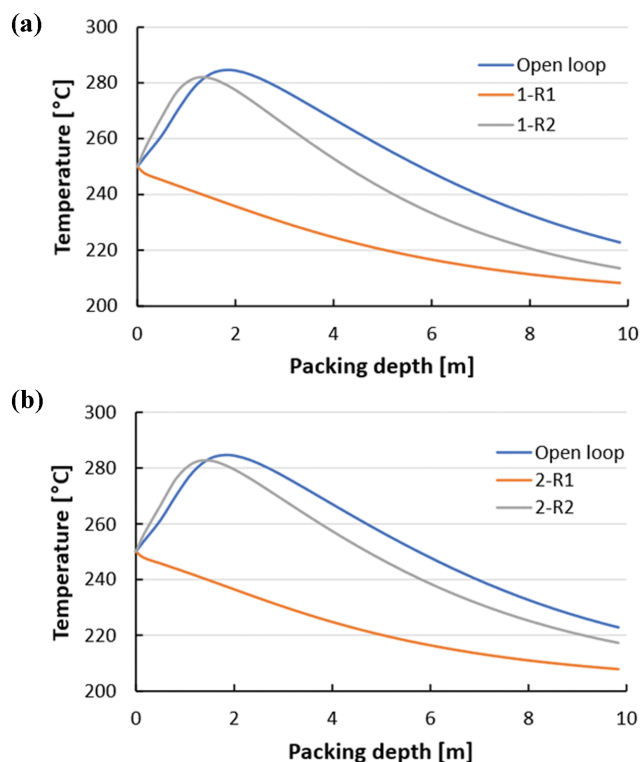 (a)
300
280
260
240
220
200
Temperature [°C]
Open loop
1-R1
1-R2
0 2 4 6 8 10
Packing depth [m]
(b)
300
280
260
240
220
200
Temperature [°C]
Open loop
2-R1
2-R2
0 2 4 6 8 10
Packing depth [m]